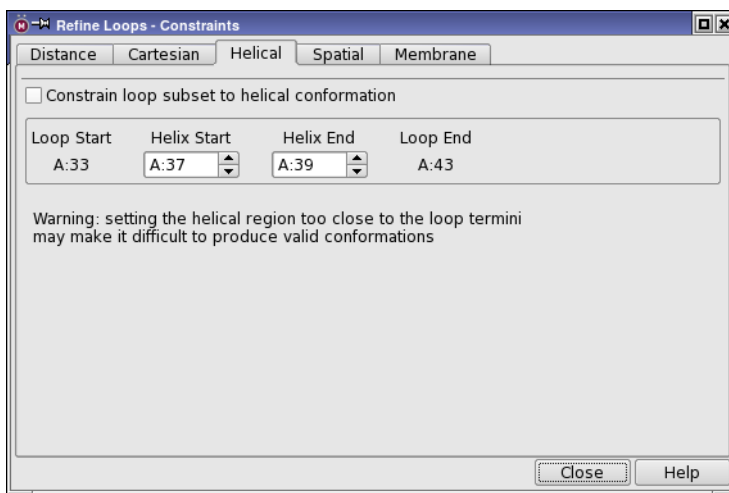 Refine Loops - Constraints
Distance Cartesian Helical Spatial Membrane
Constrain loop subset to helical conformation
Loop Start Helix Start Helix End Loop End
A:33 A:37 A:39 A:43
Warning: setting the helical region too close to the loop termini
may make it difficult to produce valid conformations
Close Help